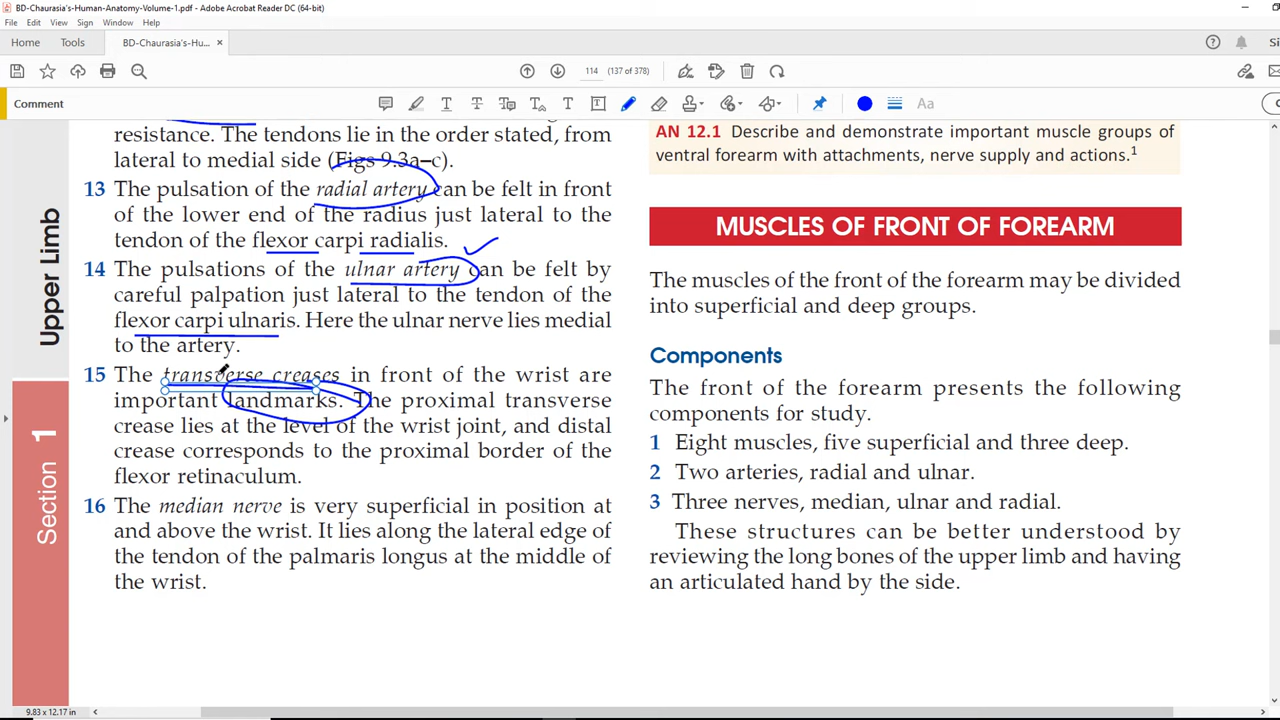 BD-Chaurasia's-Human-Anatomy-Volume-1.pdf - Adobe Acrobat Reader DC (64-bit)
File Edit View Sign Window Help
Home Tools BD-Chaurasia's-Hu... ×
114 (137 of 378)
Comment
resistance. The tendons lie in the order stated, from
lateral to medial side (Figs 9.3a–c).
13 The pulsation of the radial artery can be felt in front
of the lower end of the radius just lateral to the
tendon of the flexor carpi radialis.
14 The pulsations of the ulnar artery can be felt by
careful palpation just lateral to the tendon of the
flexor carpi ulnaris. Here the ulnar nerve lies medial
to the artery.
15 The transverse creases in front of the wrist are
important landmarks. The proximal transverse
crease lies at the level of the wrist joint, and distal
crease corresponds to the proximal border of the
flexor retinaculum.
16 The median nerve is very superficial in position at
and above the wrist. It lies along the lateral edge of
the tendon of the palmaris longus at the middle of
the wrist.
Upper Limb
Section 1
AN 12.1 Describe and demonstrate important muscle groups of
ventral forearm with attachments, nerve supply and actions.1
MUSCLES OF FRONT OF FOREARM
The muscles of the front of the forearm may be divided
into superficial and deep groups.
Components
The front of the forearm presents the following
components for study.
1 Eight muscles, five superficial and three deep.
2 Two arteries, radial and ulnar.
3 Three nerves, median, ulnar and radial.
These structures can be better understood by
reviewing the long bones of the upper limb and having
an articulated hand by the side.
9.83 x 12.17 in